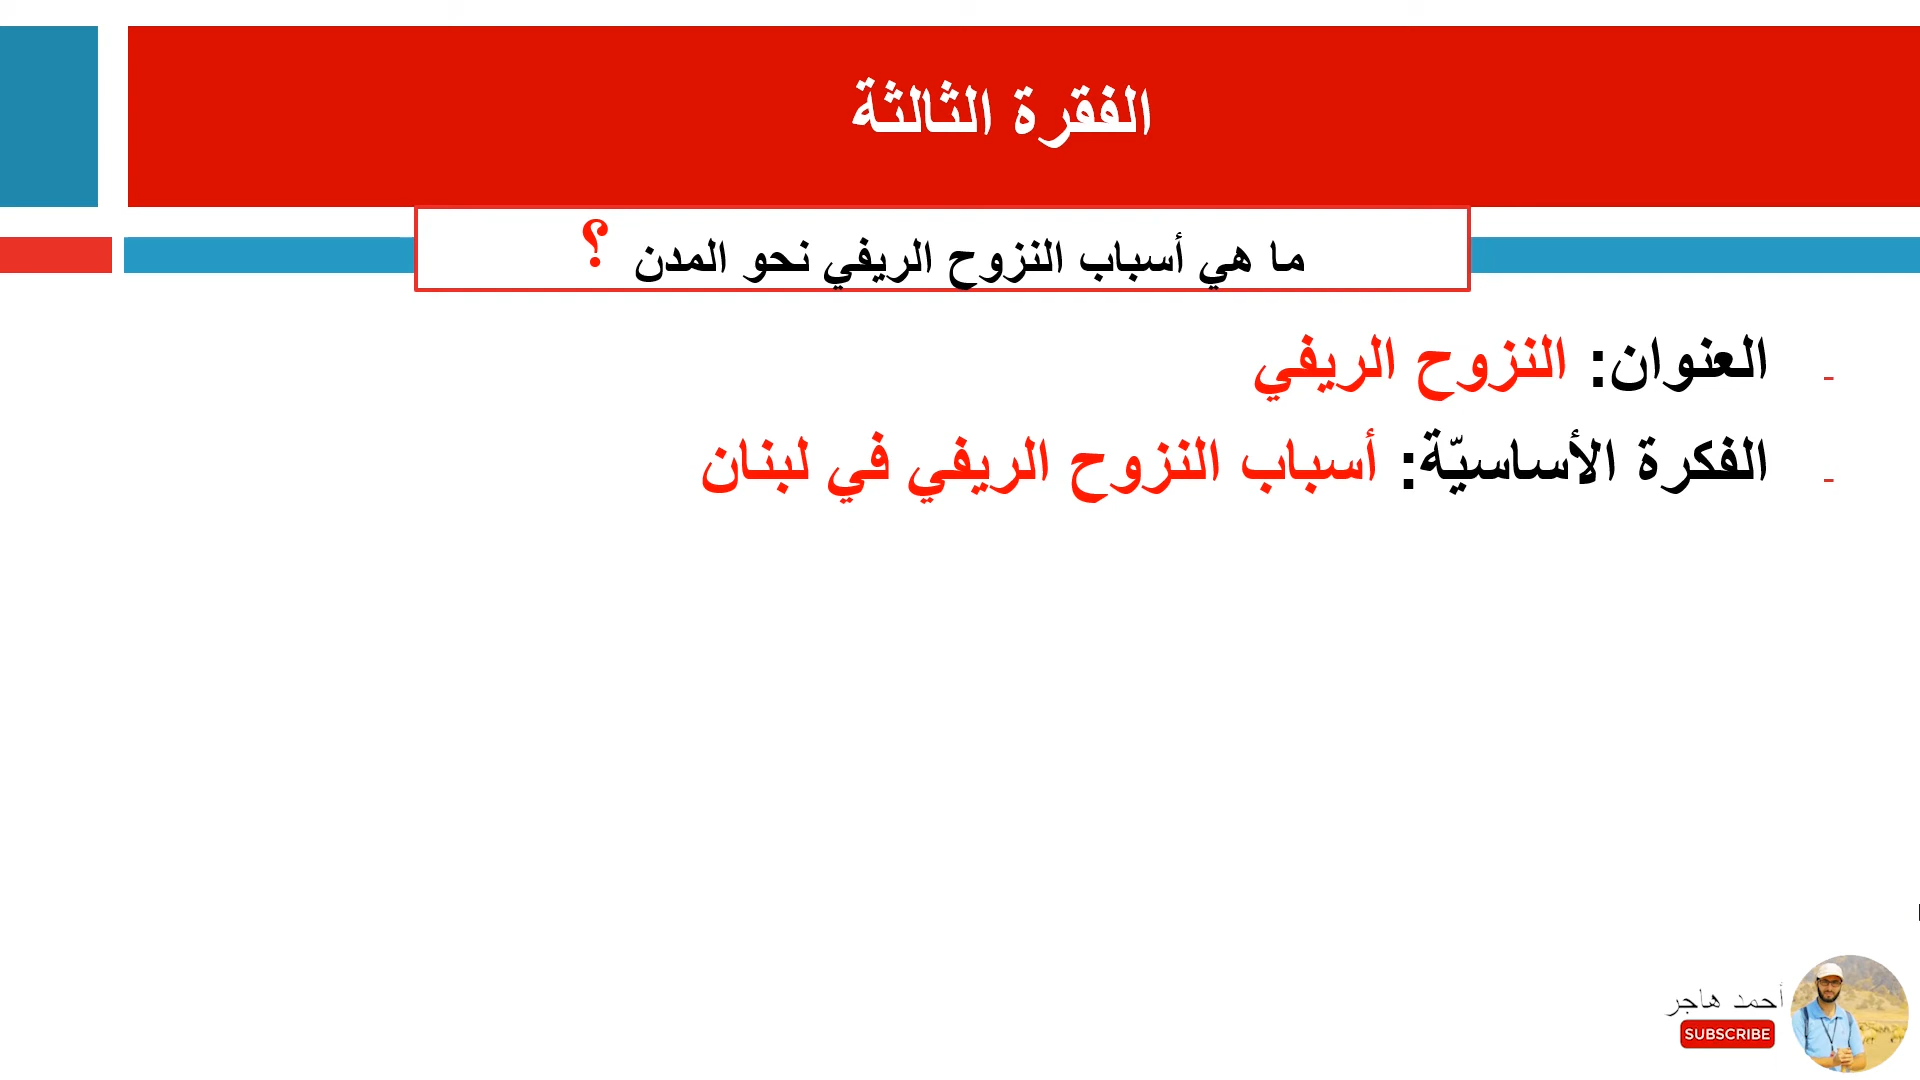 الفقرة الثالثة
ما هي أسباب النزوح الريفي نحو المدن ؟
- العنوان: النزوح الريفي
- الفكرة الأساسيّة: أسباب النزوح الريفي في لبنان
أحمد هاجر
SUBSCRIBE